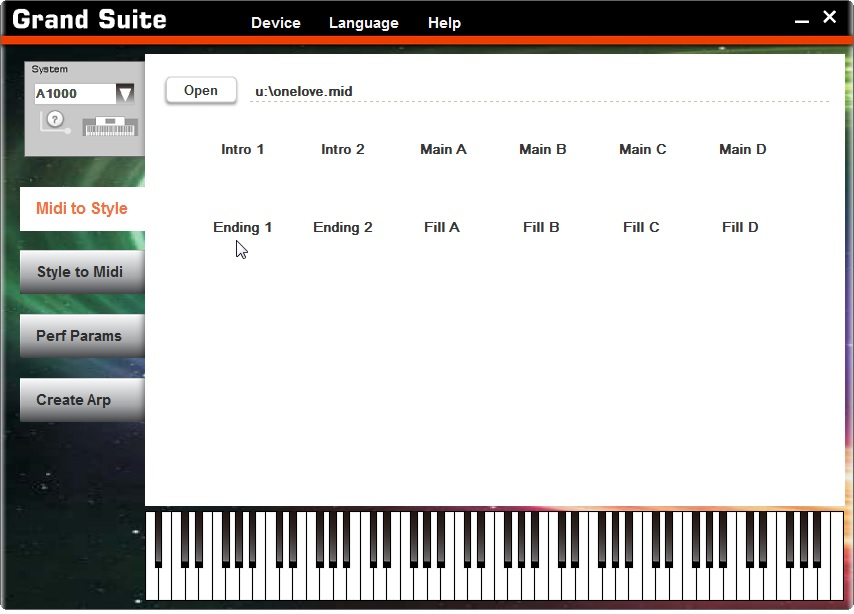 Grand Suite Device Language Help
System
A1000
?
Open u:\onelove.mid
Intro 1 Intro 2 Main A Main B Main C Main D
Ending 1 Ending 2 Fill A Fill B Fill C Fill D
Midi to Style
Style to Midi
Perf Params
Create Arp